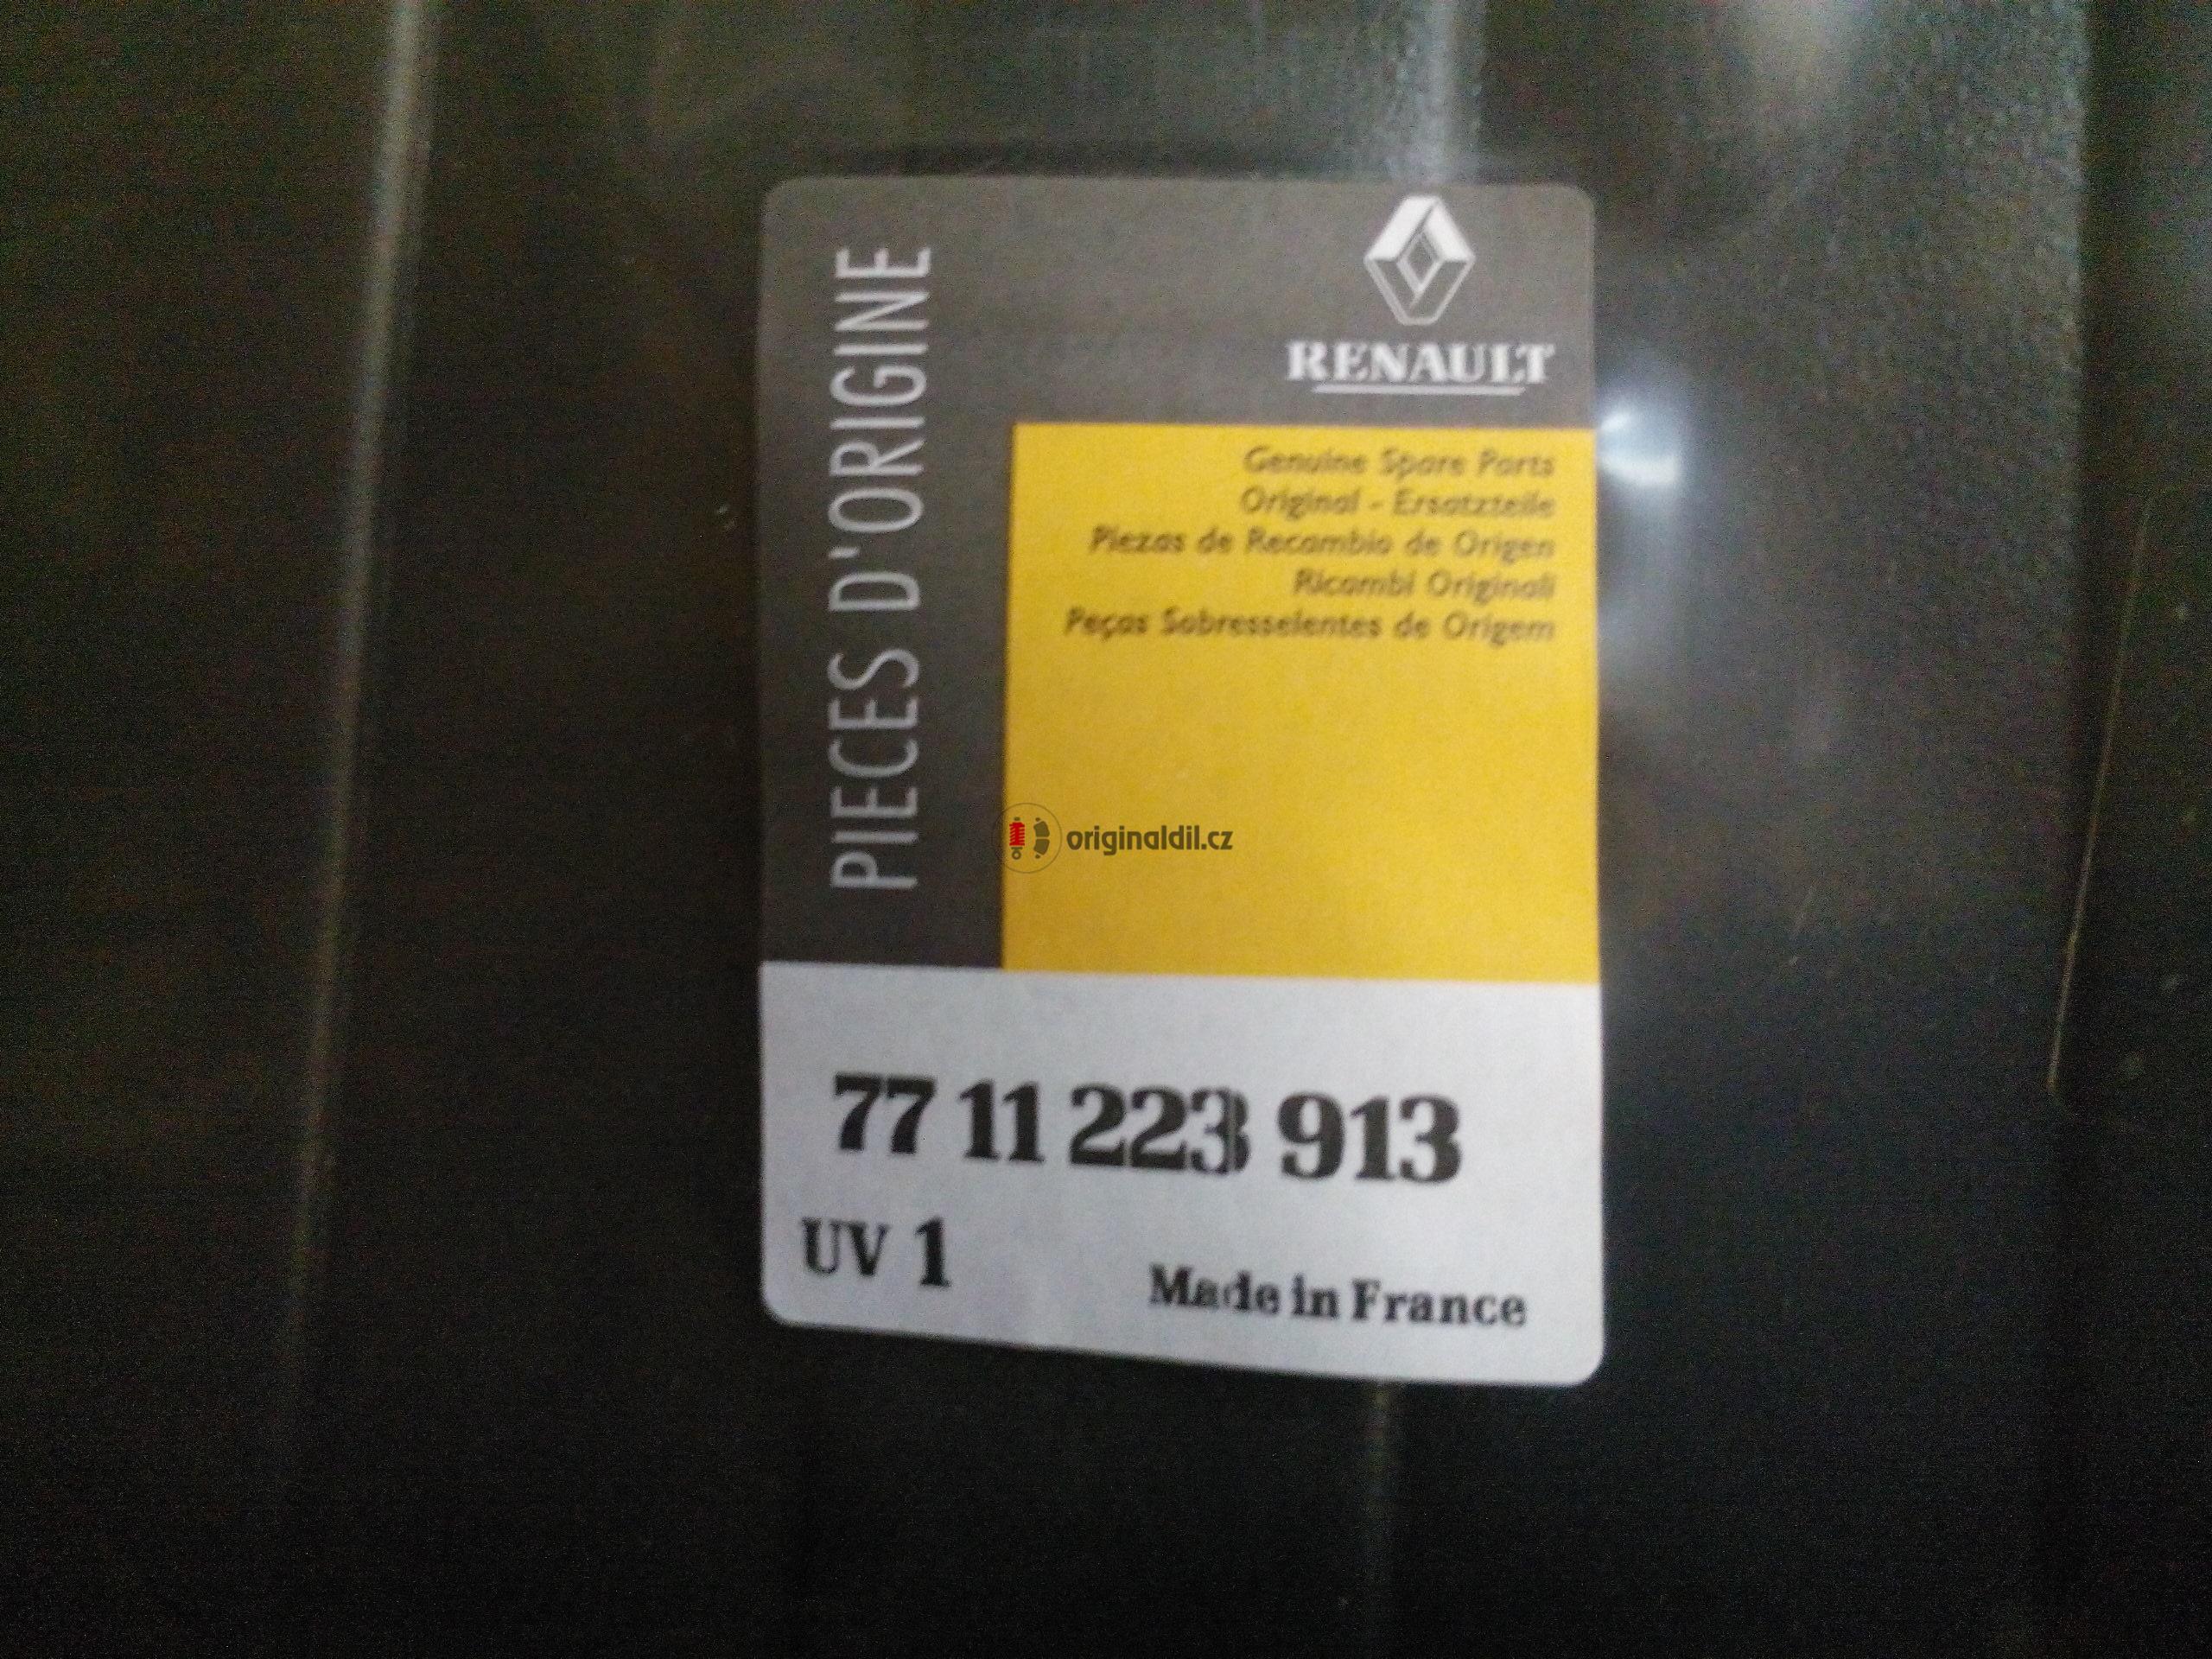 PIECES D'ORIGINE
RENAULT
Genuine Spare Parts
Original - Ersatzteile
Piezas de Recambio de Origen
Ricambi Originali
Peças Sobresselentes de Origem
originaldil.cz
77 11 223 913
UV 1
Made in France